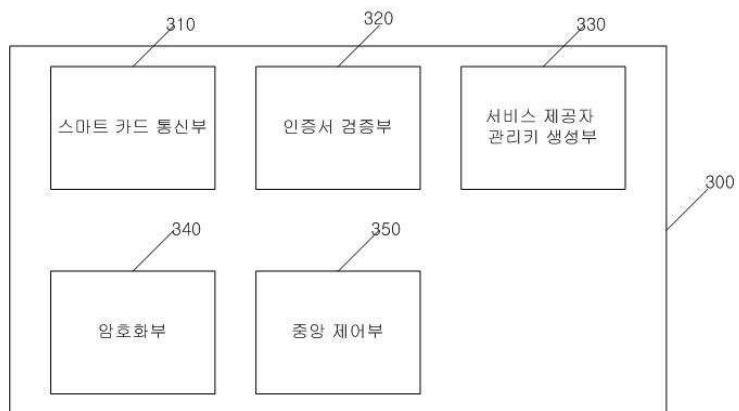 310
320
330
스마트 카드 통신부
인증서 검증부
서비스 제공자
관리키 생성부
300
340
350
암호화부
중앙 제어부